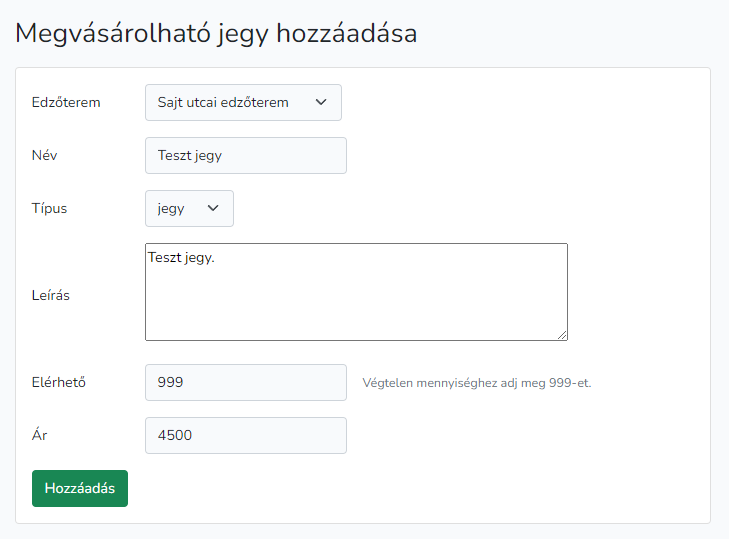 Megvásárolható jegy hozzáadása
Edzőterem Sajt utcai edzőterem
Név Teszt jegy
Típus jegy
Leírás Teszt jegy.
Elérhető 999 Végtelen mennyiséghez adj meg 999-et.
Ár 4500
Hozzáadás